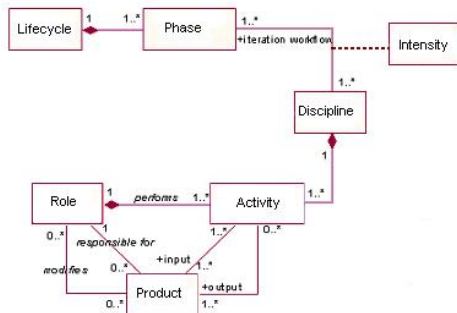 Lifecycle
1
1..*
Phase
1..*
+iteration workflow
Intensity
1..*
Discipline
1
Role
1
performs
1..*
Activity
1..*
0..*
1
responsible for
1..*
0..*
modifies
0..*
+input
1..*
0..*
Product
+output
1..*